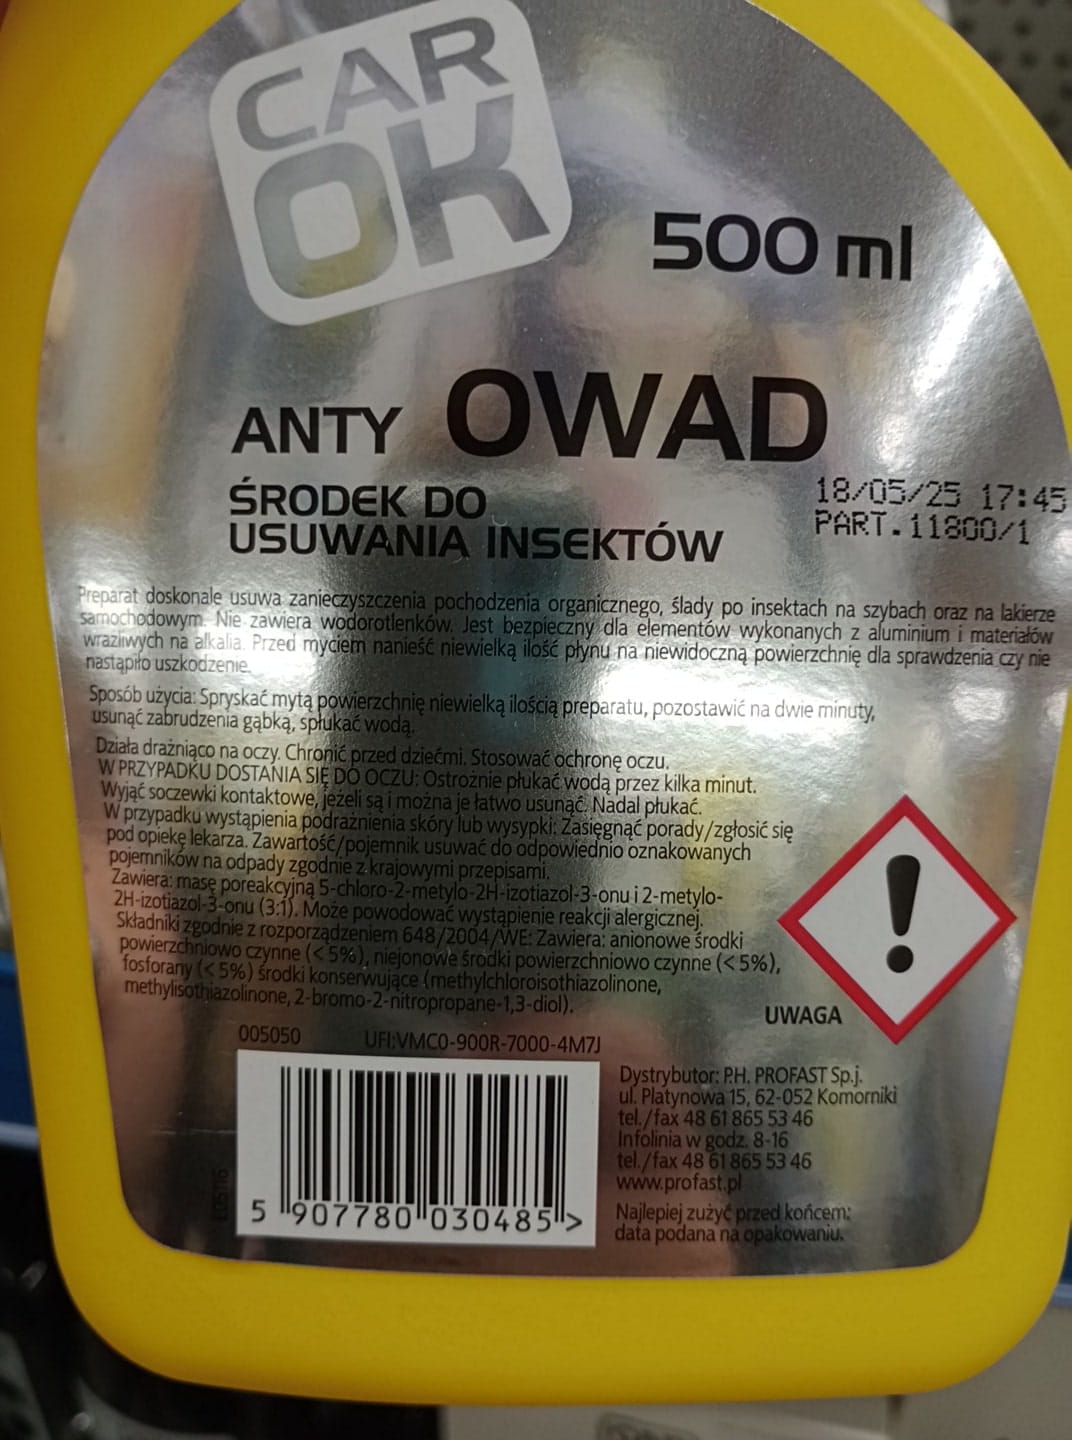 CAR
OK
500 ml
ANTY OWAD
ŚRODEK DO
USUWANIA INSEKTÓW
18/05/25 17:45
PART.11800/1
Preparat doskonale usuwa zanieczyszczenia pochodzenia organicznego, ślady po insektach na szybach oraz na lakierze
samochodowym. Nie zawiera wodorotlenków. Jest bezpieczny dla elementów wykonanych z aluminium i materiałów
wrażliwych na alkalia. Przed myciem nanieść niewielką ilość płynu na niewidoczną powierzchnię dla sprawdzenia czy nie
nastąpiło uszkodzenie.
Sposób użycia: Spryskać mytą powierzchnię niewielką ilością preparatu, pozostawić na dwie minuty,
usunąć zabrudzenia gąbką, spłukać wodą.
Działa drażniąco na oczy. Chronić przed dziećmi. Stosować ochronę oczu.
W PRZYPADKU DOSTANIA SIĘ DO OCZU: Ostrożnie płukać wodą przez kilka minut.
Wyjąć soczewki kontaktowe, jeżeli są i można je łatwo usunąć. Nadal płukać.
W przypadku wystąpienia podrażnienia skóry lub wysypki: Zasięgnąć porady/zgłosić się
pod opiekę lekarza. Zawartość/pojemnik usuwać do odpowiednio oznakowanych
pojemników na odpady zgodnie z krajowymi przepisami.
Zawiera: masę poreakcyjną 5-chloro-2-metylo-2H-izotiazol-3-onu i 2-metylo-
2H-izotiazol-3-onu (3:1). Może powodować wystąpienie reakcji alergicznej.
Składniki zgodnie z rozporządzeniem 648/2004/WE: Zawiera: anionowe środki
powierzchniowo czynne (< 5%), niejonowe środki powierzchniowo czynne (< 5%),
fosforany (< 5%) środki konserwujące (methylchloroisothiazolinone,
methylisothiazolinone, 2-bromo-2-nitropropane-1,3-diol).
UWAGA
005050 UFI:VMC0-900R-7000-4M7J
5 907780 030485 >
Dystrybutor: P.H. PROFAST Sp.j.
ul. Platynowa 15, 62-052 Komorniki
tel./fax 48 61 865 53 46
Infolinia w godz. 8-16
tel./fax 48 61 865 53 46
www.profast.pl
Najlepiej zużyć przed końcem:
data podana na opakowaniu.